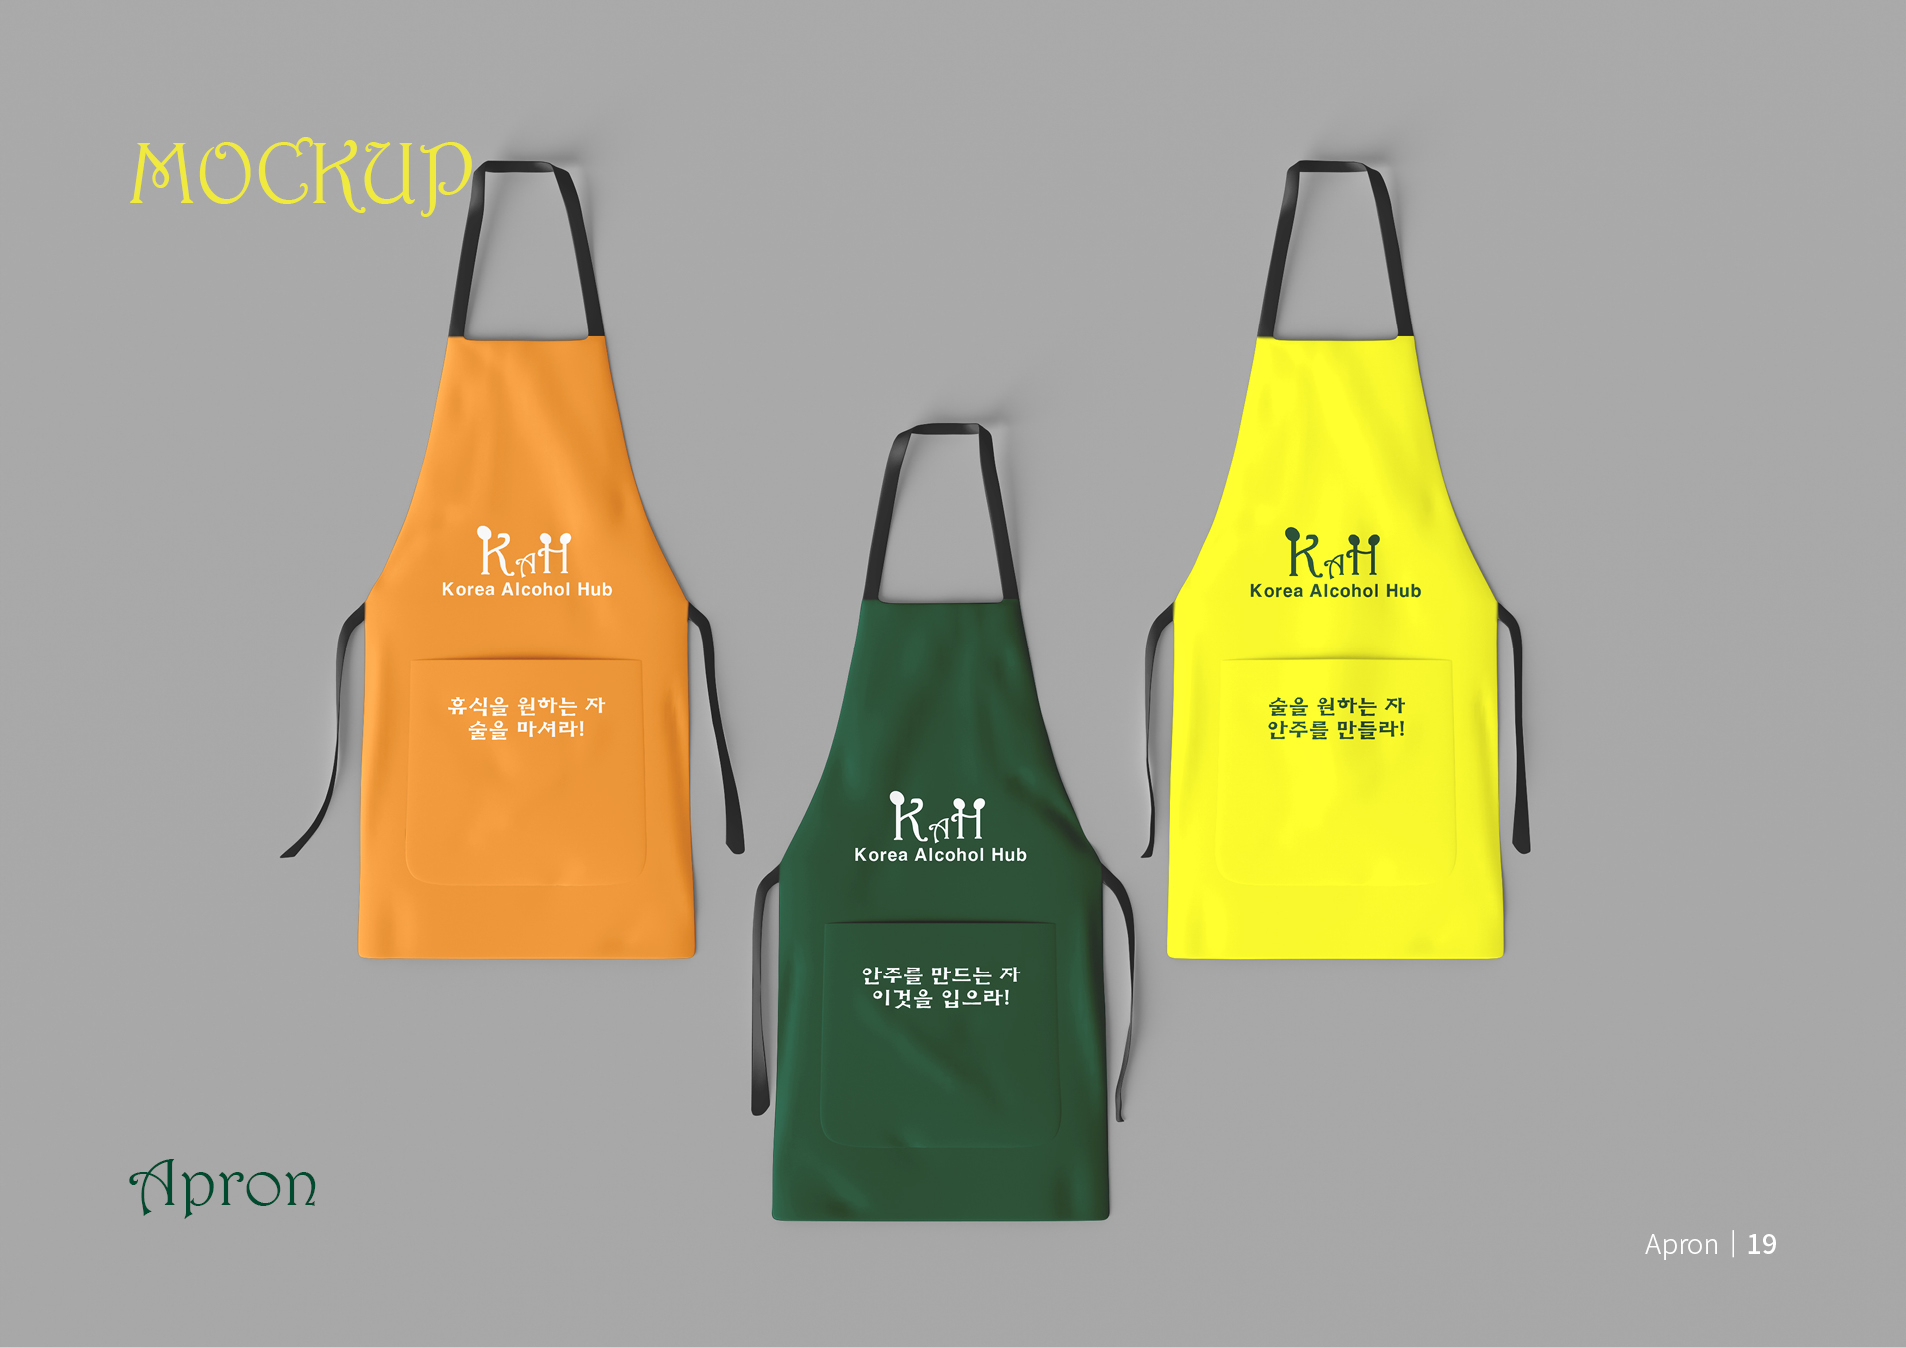 MOCKUP
KAH
Korea Alcohol Hub
휴식을 원하는 자
술을 마셔라!
KAH
Korea Alcohol Hub
안주를 만드는 자
이것을 입으라!
KAH
Korea Alcohol Hub
술을 원하는 자
안주를 만들라!
Apron
Apron | 19